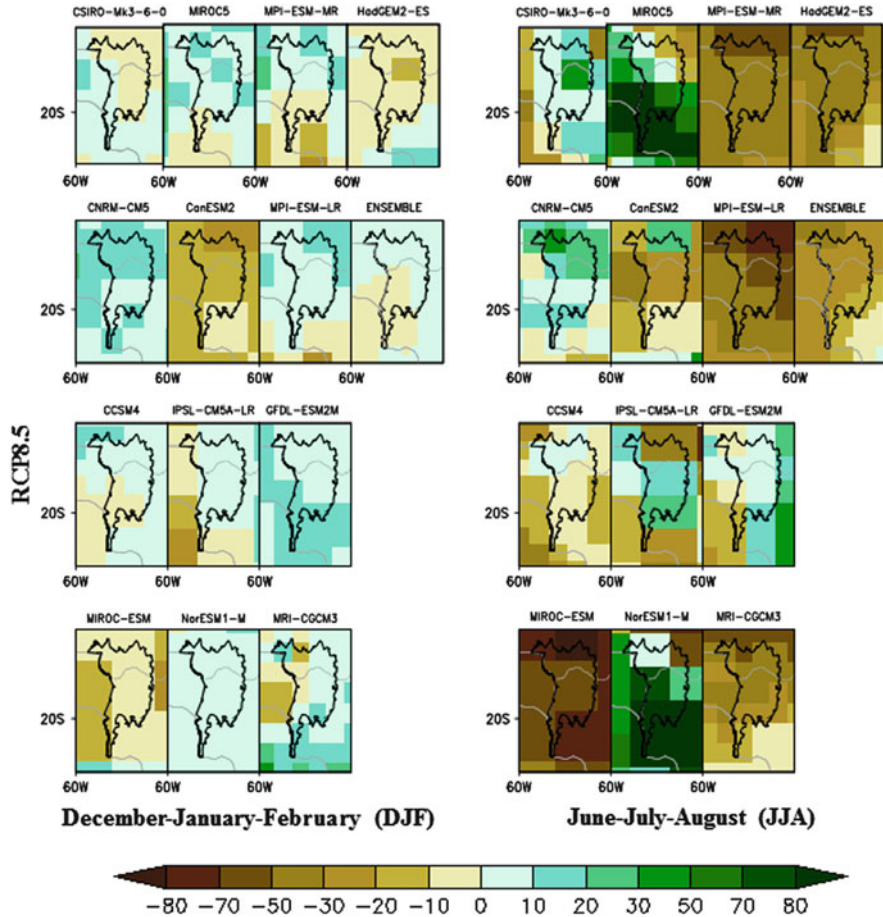 CSIRO-Mk3-6-0 MIROC5 MPI-ESM-MR HadGEM2-ES CSIRO-Mk3-6-0 MIROC5 MPI-ESM-MR HadGEM2-ES
20S 20S
60W 60W 60W 60W 60W 60W
CNRM-CM5 CanESM2 MPI-ESM-LR ENSEMBLE CNRM-CM5 CanESM2 MPI-ESM-LR ENSEMBLE
20S 20S
60W 60W 60W 60W 60W 60W
CCSM4 IPSL-CM5A-LR GFDL-ESM2M CCSM4 IPSL-CM5A-LR GFDL-ESM2M
RCP8.5
20S 20S
60W 60W 60W 60W 60W 60W
MIROC-ESM NorESM1-M MRI-CGCM3 MIROC-ESM NorESM1-M MRI-CGCM3
20S 20S
60W 60W 60W 60W 60W 60W
December-January-February (DJF) June-July-August (JJA)
-80 -70 -50 -30 -20 -10 0 10 20 30 50 70 80